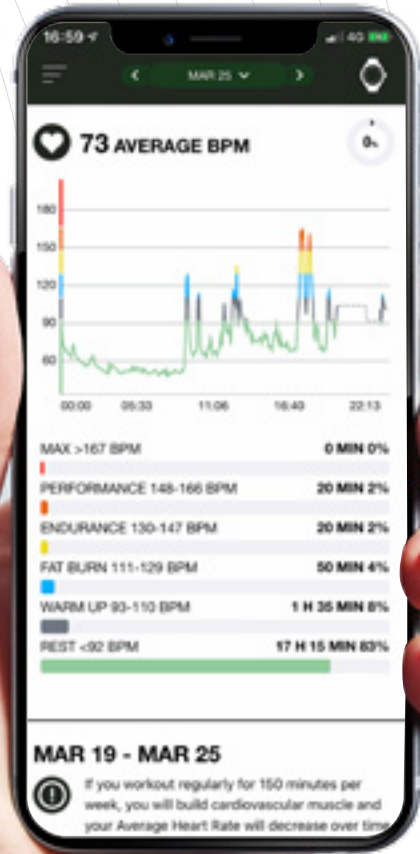 16:59
4G
MAR 25
73 AVERAGE BPM
0%
180
150
120
90
60
00:00 05:33 11:06 16:40 22:13
MAX >167 BPM 0 MIN 0%
PERFORMANCE 148-166 BPM 20 MIN 2%
ENDURANCE 130-147 BPM 20 MIN 2%
FAT BURN 111-129 BPM 50 MIN 4%
WARM UP 93-110 BPM 1 H 35 MIN 8%
REST <92 BPM 17 H 15 MIN 83%
MAR 19 - MAR 25
If you workout regularly for 150 minutes per
week, you will build cardiovascular muscle and
your Average Heart Rate will decrease over time